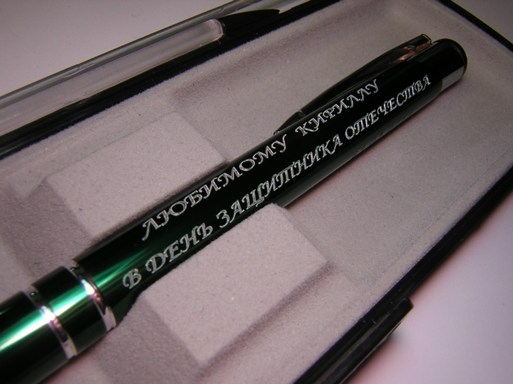 ЛЮБИМОМУ КИРИЛЛУ
В ДЕНЬ ЗАЩИТНИКА ОТЕЧЕСТВА